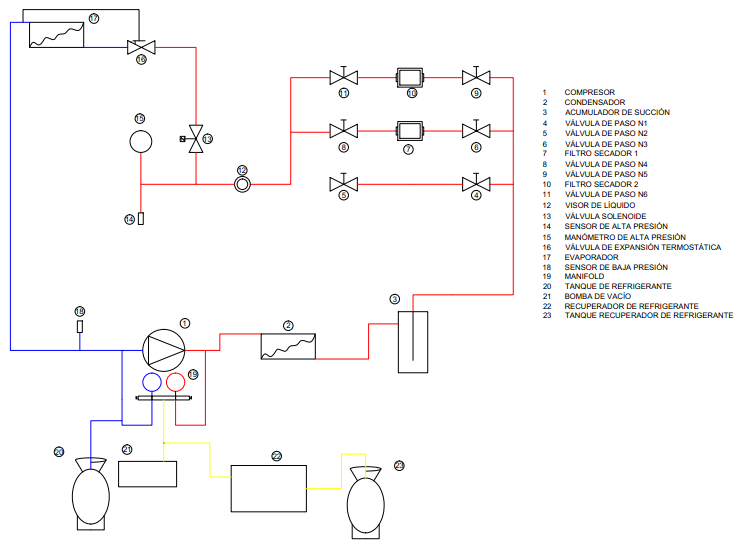 17
16
15
13
11
10
9
8
7
6
12
5
4
14
18
1
2
3
19
20
21
22
23
1 COMPRESOR
2 CONDENSADOR
3 ACUMULADOR DE SUCCIÓN
4 VÁLVULA DE PASO N1
5 VÁLVULA DE PASO N2
6 VÁLVULA DE PASO N3
7 FILTRO SECADOR 1
8 VÁLVULA DE PASO N4
9 VÁLVULA DE PASO N5
10 FILTRO SECADOR 2
11 VÁLVULA DE PASO N6
12 VISOR DE LÍQUIDO
13 VÁLVULA SOLENOIDE
14 SENSOR DE ALTA PRESIÓN
15 MANÓMETRO DE ALTA PRESIÓN
16 VÁLVULA DE EXPANSIÓN TERMOSTÁTICA
17 EVAPORADOR
18 SENSOR DE BAJA PRESIÓN
19 MANIFOLD
20 TANQUE DE REFRIGERANTE
21 BOMBA DE VACÍO
22 RECUPERADOR DE REFRIGERANTE
23 TANQUE RECUPERADOR DE REFRIGERANTE